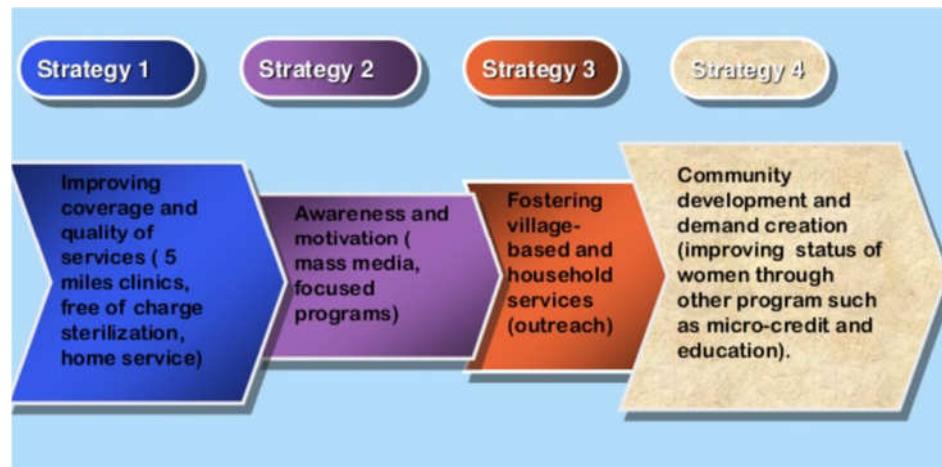 Strategy 1
Strategy 2
Strategy 3
Strategy 4
Improving
coverage and
quality of
services ( 5
miles clinics,
free of charge
sterilization,
home service)
Awareness and
motivation (
mass media,
focused
programs)
Fostering
village-
based and
household
services
(outreach)
Community
development and
demand creation
(improving status of
women through
other program such
as micro-credit and
education).